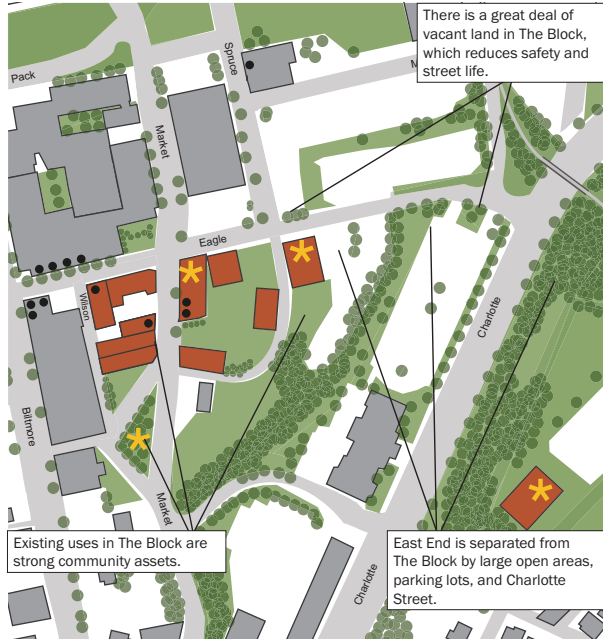 There is a great deal of
vacant land in The Block,
which reduces safety and
street life.
Pack
Spruce
M
Market
Eagle
Wilson
Charlotte
Biltmore
Market
Existing uses in The Block are
strong community assets.
East End is separated from
The Block by large open areas,
parking lots, and Charlotte
Street.
Charlotte